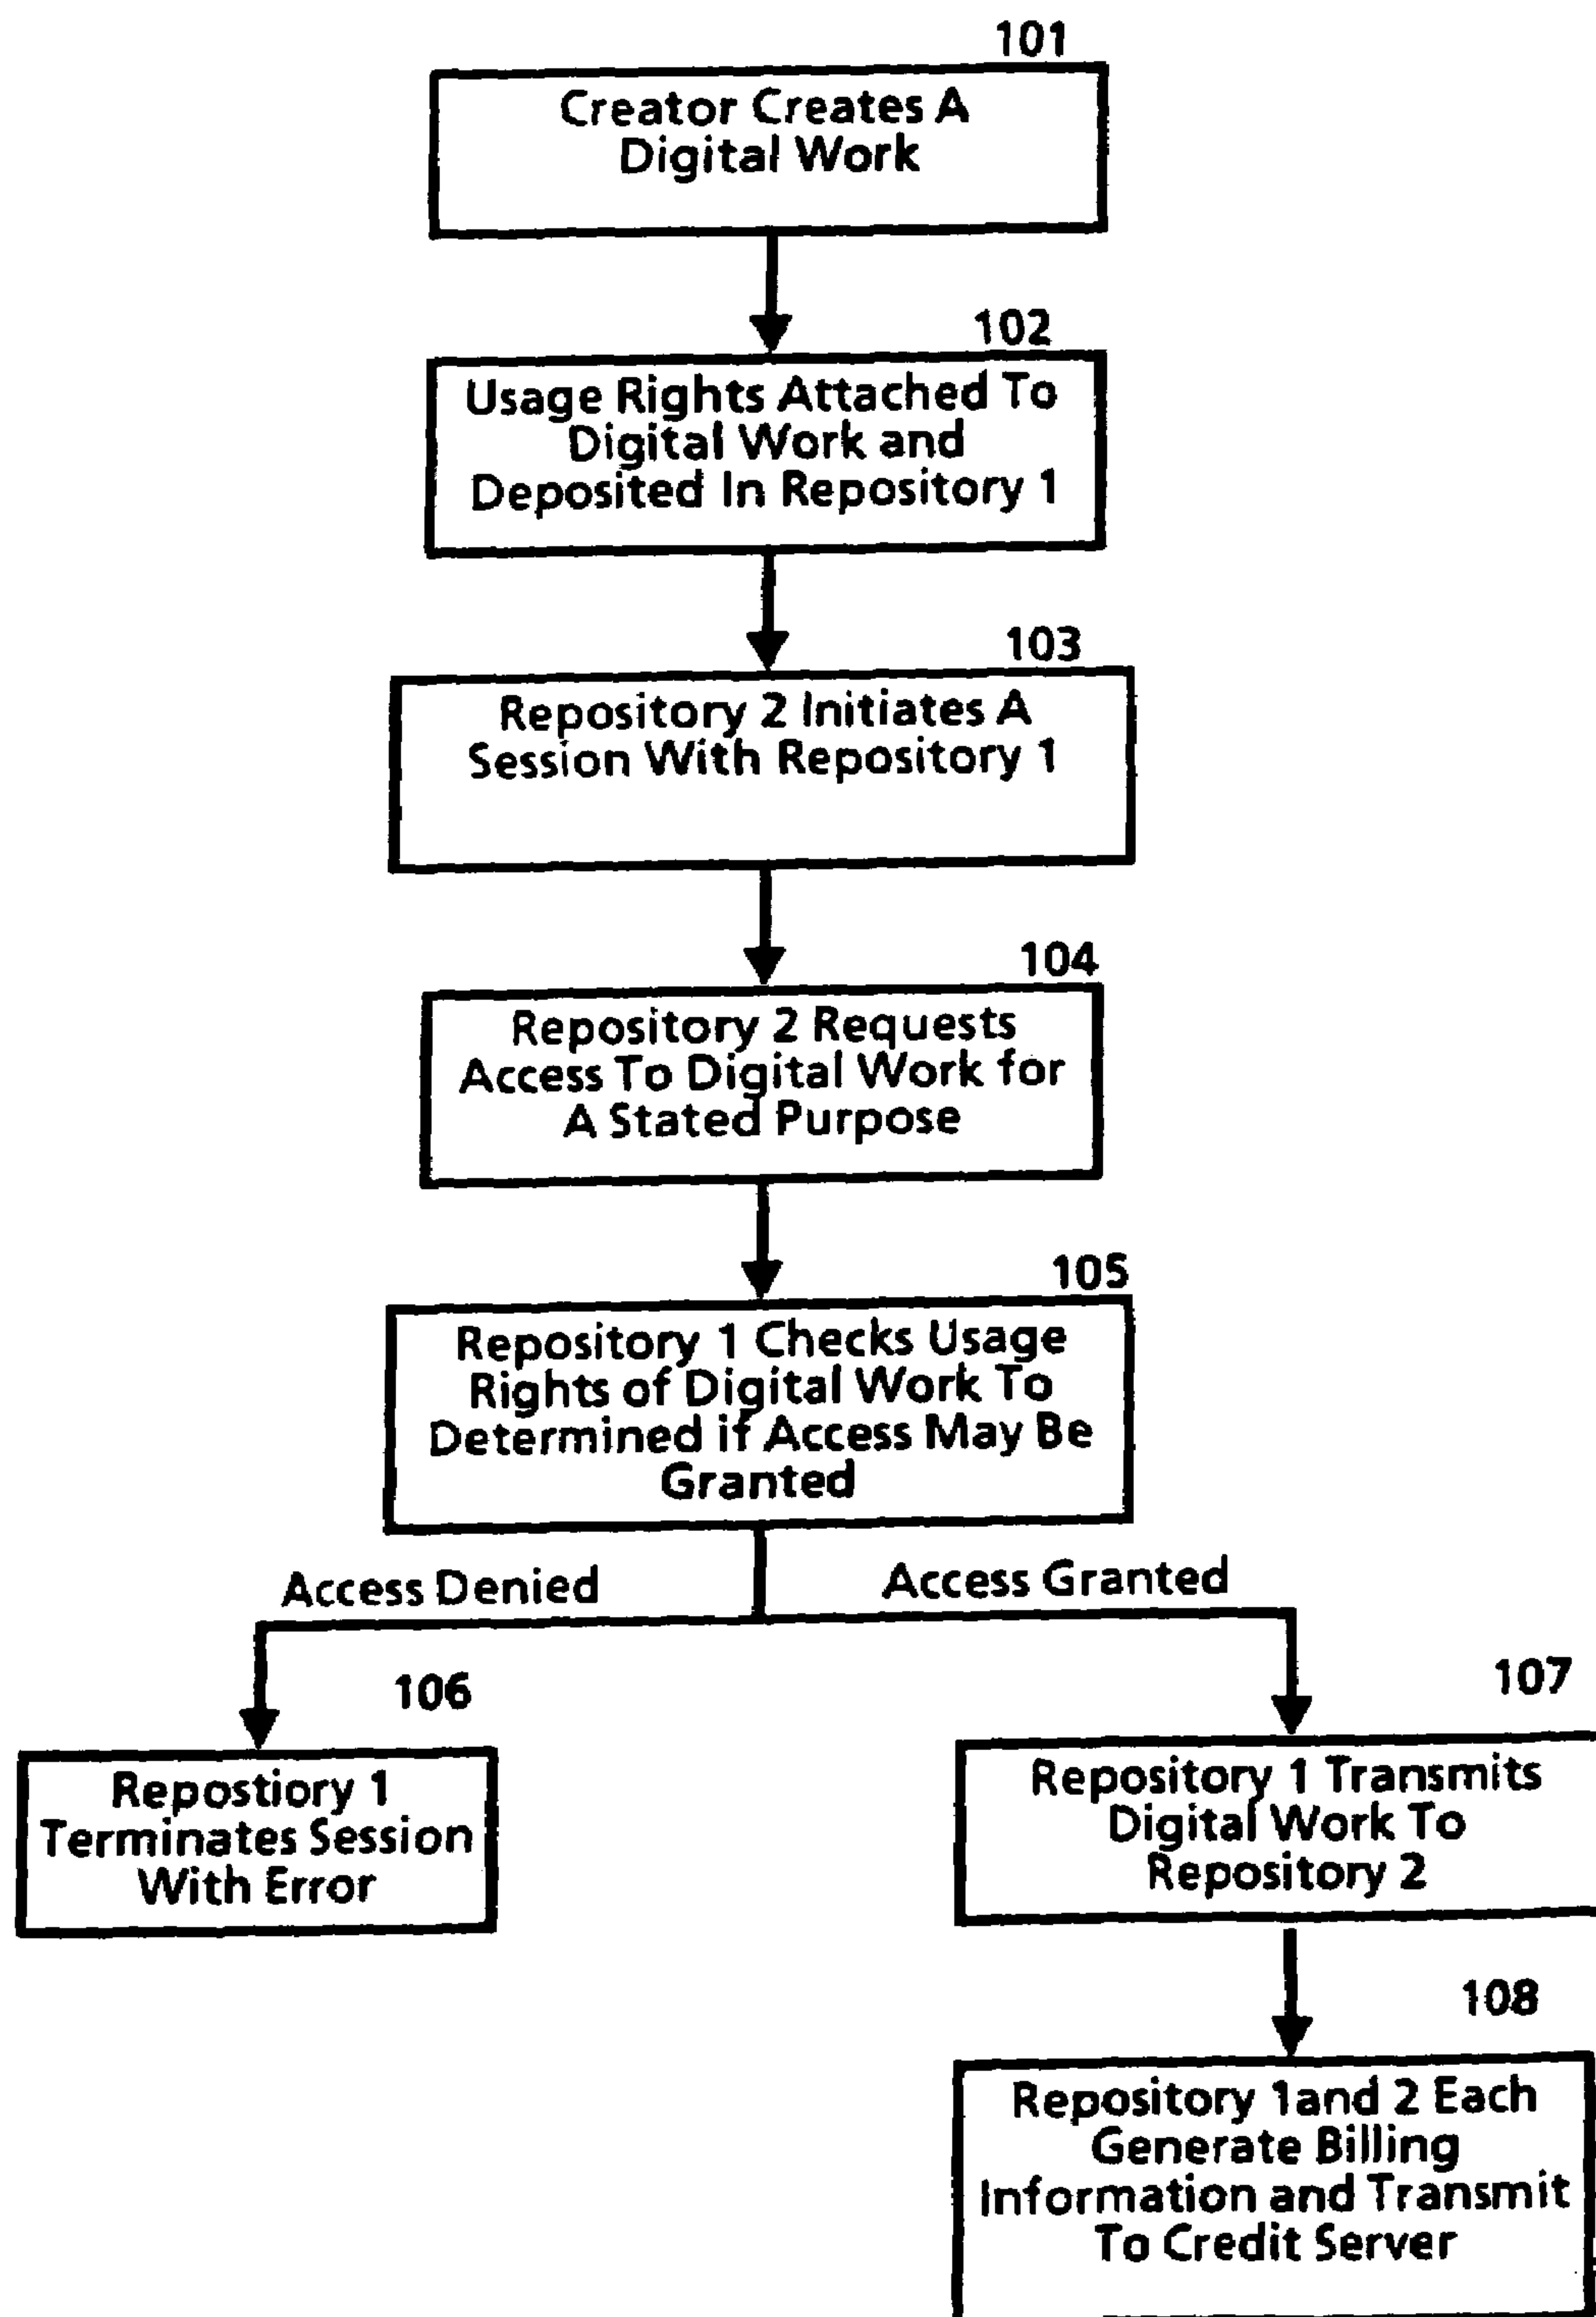 101
Creator Creates A
Digital Work
102
Usage Rights Attached To
Digital Work and
Deposited In Repository 1
103
Repository 2 Initiates A
Session With Repository 1
104
Repository 2 Requests
Access To Digital Work for
A Stated Purpose
105
Repository 1 Checks Usage
Rights of Digital Work To
Determined if Access May Be
Granted
Access Denied
Access Granted
106
Repostiory 1
Terminates Session
With Error
107
Repository 1 Transmits
Digital Work To
Repository 2
108
Repository 1and 2 Each
Generate Billing
Information and Transmit
To Credit Server